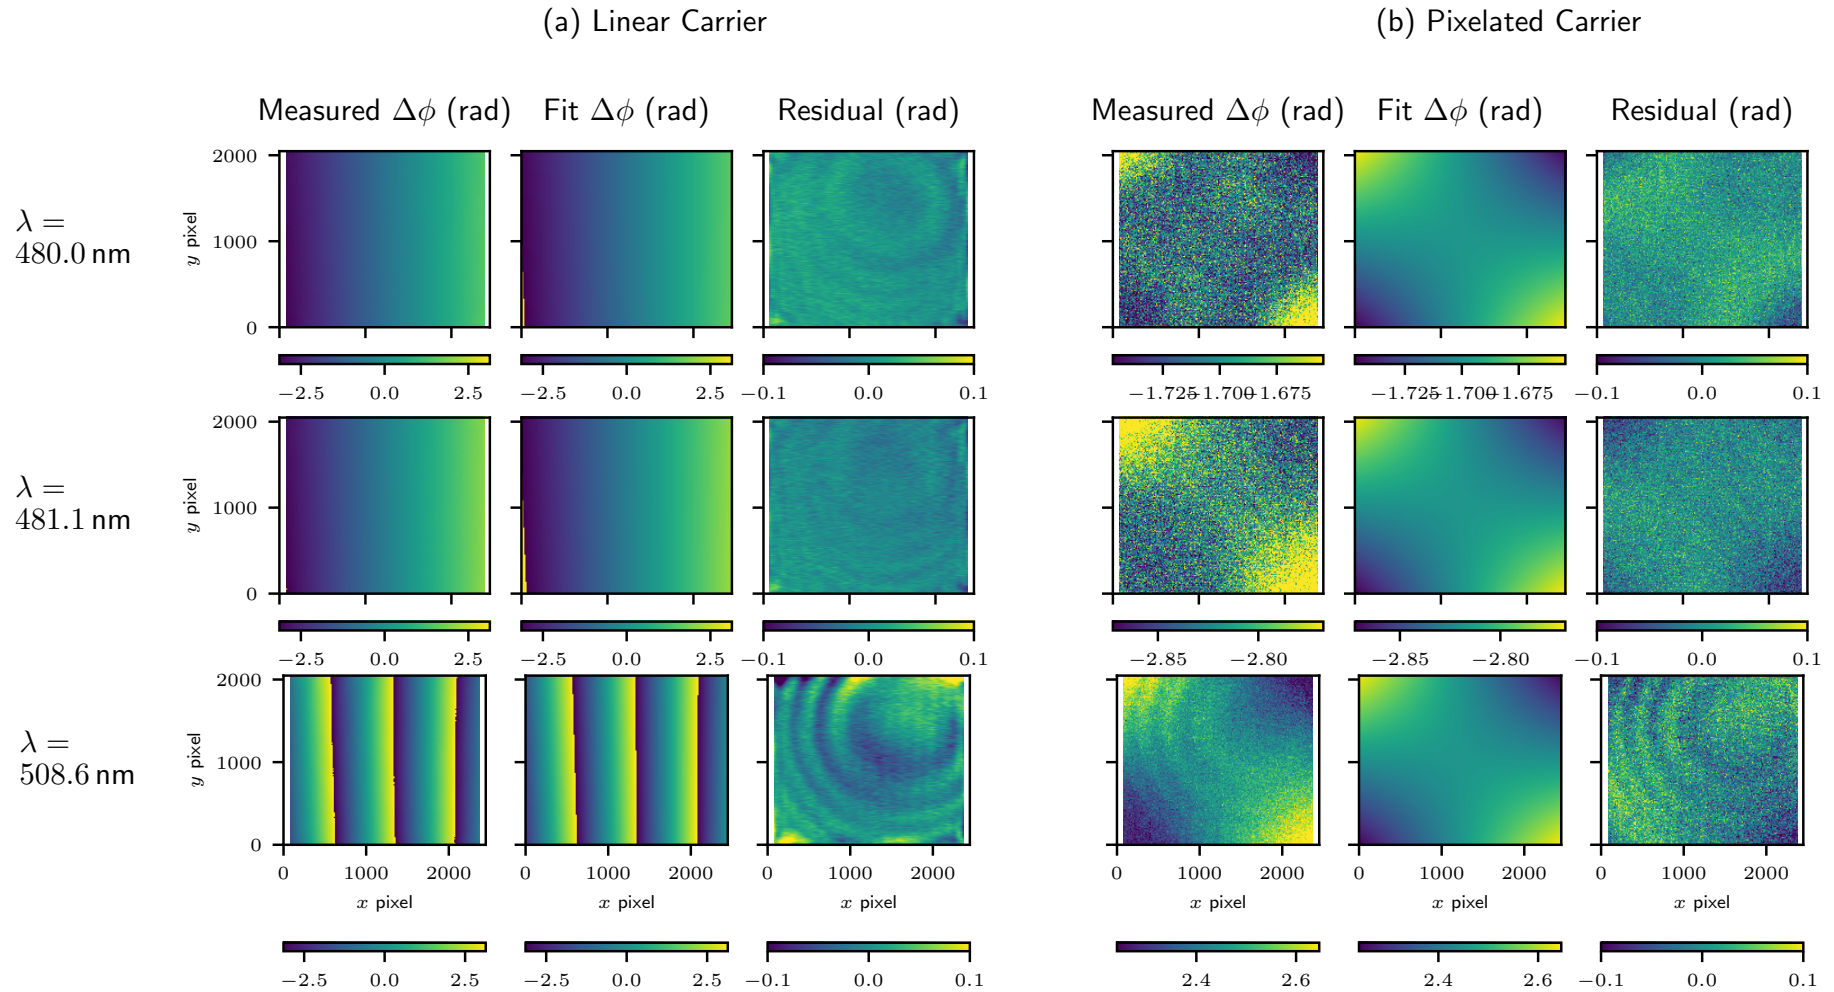 (a) Linear Carrier (b) Pixelated Carrier
Measured Δϕ (rad) Fit Δϕ (rad) Residual (rad) Measured Δϕ (rad) Fit Δϕ (rad) Residual (rad)
λ =
480.0 nm
y pixel
2000
1000
0
−2.5 0.0 2.5 −2.5 0.0 2.5 −0.1 0.0 0.1 −1.725 −1.700 −1.675 −1.725 −1.700 −1.675 −0.1 0.0 0.1
λ =
481.1 nm
y pixel
2000
1000
0
−2.5 0.0 2.5 −2.5 0.0 2.5 −0.1 0.0 0.1 −2.85 −2.80 −2.85 −2.80 −0.1 0.0 0.1
λ =
508.6 nm
y pixel
2000
1000
0
0 1000 2000 0 1000 2000 0 1000 2000 0 1000 2000 0 1000 2000 0 1000 2000
x pixel x pixel x pixel x pixel x pixel x pixel
−2.5 0.0 2.5 −2.5 0.0 2.5 −0.1 0.0 0.1 2.4 2.6 2.4 2.6 −0.1 0.0 0.1